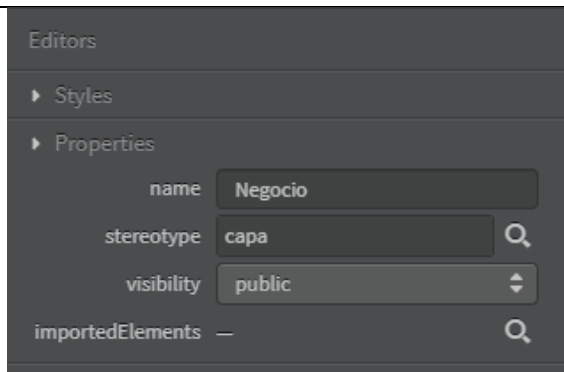 Editors
Styles
Properties
name Negocio
stereotype capa
visibility public
importedElements —